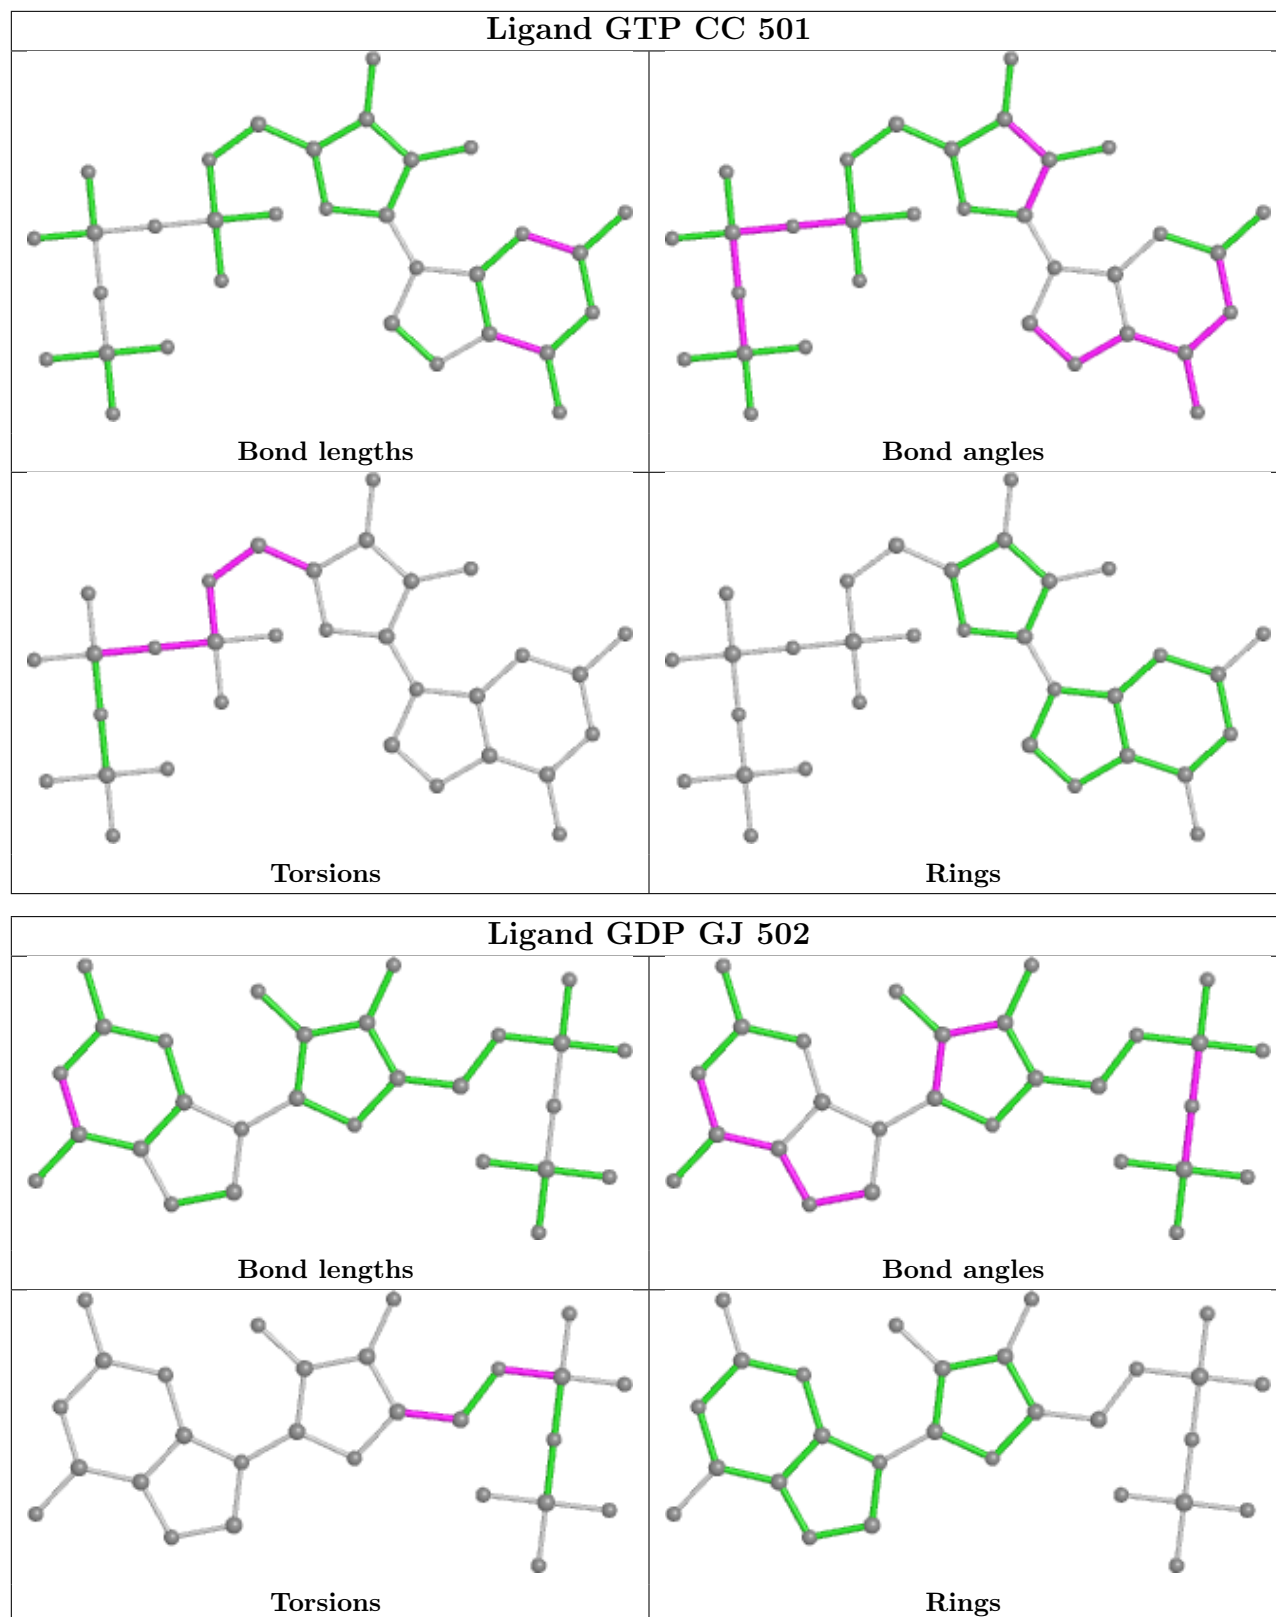 Ligand GTP CC 501
Bond lengths
Bond angles
Torsions
Rings
Ligand GDP GJ 502
Bond lengths
Bond angles
Torsions
Rings